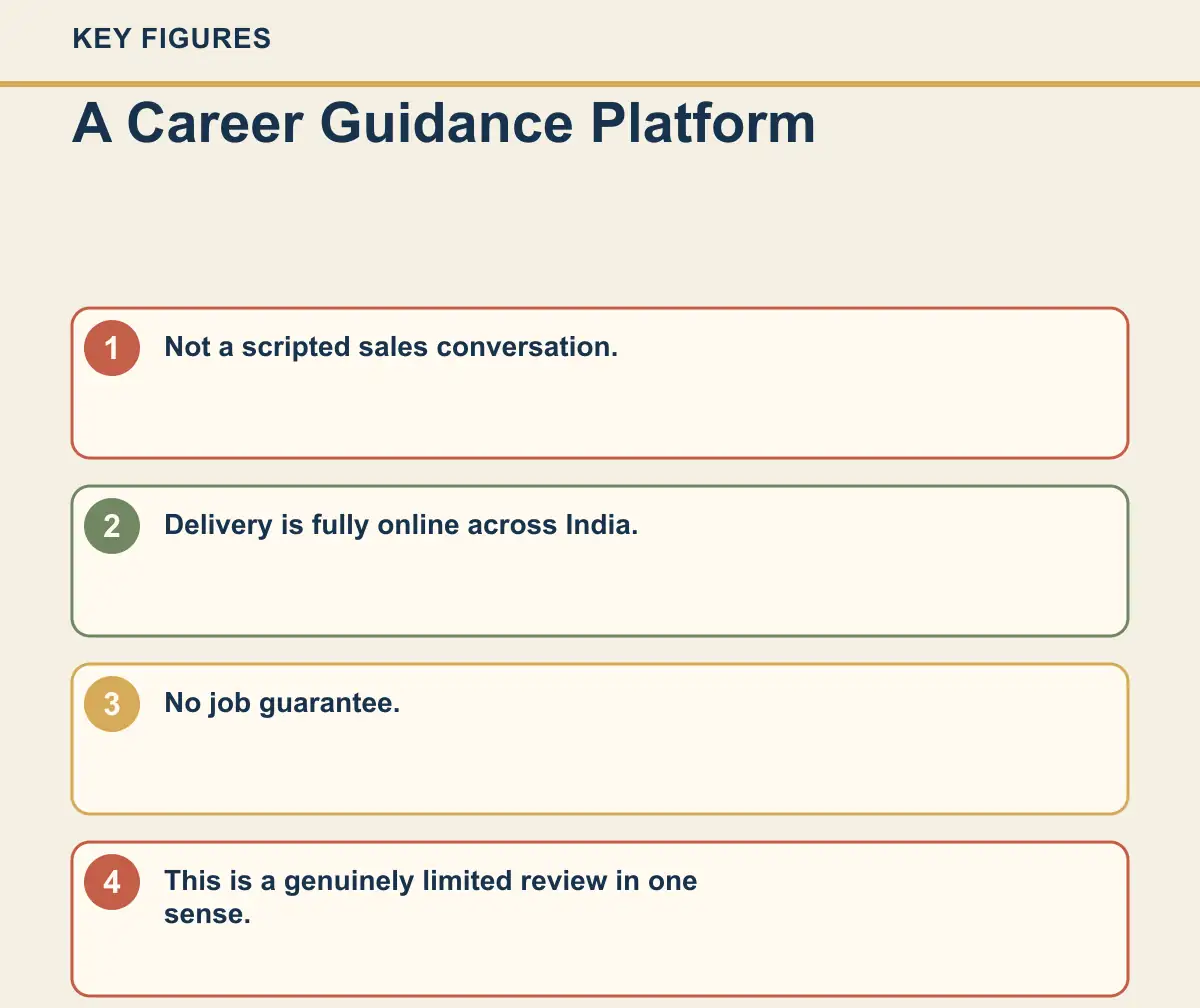 KEY FIGURES
A Career Guidance Platform
1
Not a scripted sales conversation.
2
Delivery is fully online across India.
3
No job guarantee.
4
This is a genuinely limited review in one
sense.